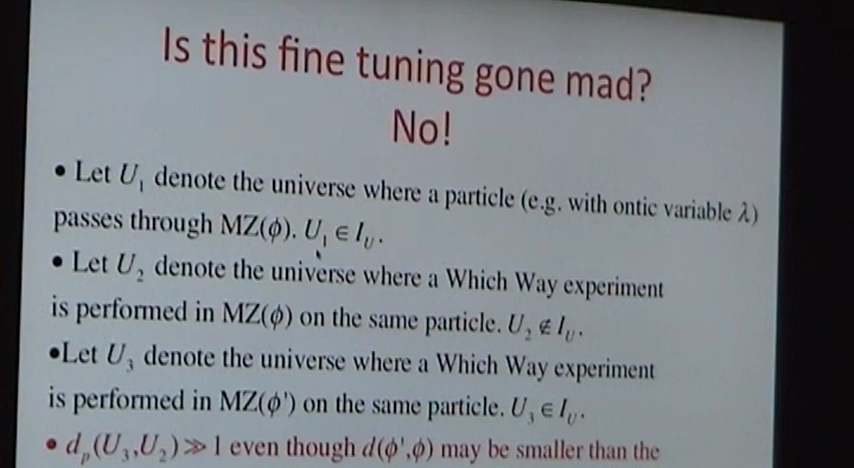 Is this fine tuning gone mad?
No!
• Let U₁ denote the universe where a particle (e.g. with ontic variable λ)
passes through MZ(ϕ). U₁ ∈ I_U.
• Let U₂ denote the universe where a Which Way experiment
is performed in MZ(ϕ) on the same particle. U₂ ∉ I_U.
•Let U₃ denote the universe where a Which Way experiment
is performed in MZ(ϕ') on the same particle. U₃ ∈ I_U.
• d_p(U₃,U₂) ≫ 1 even though d(ϕ',ϕ) may be smaller than the